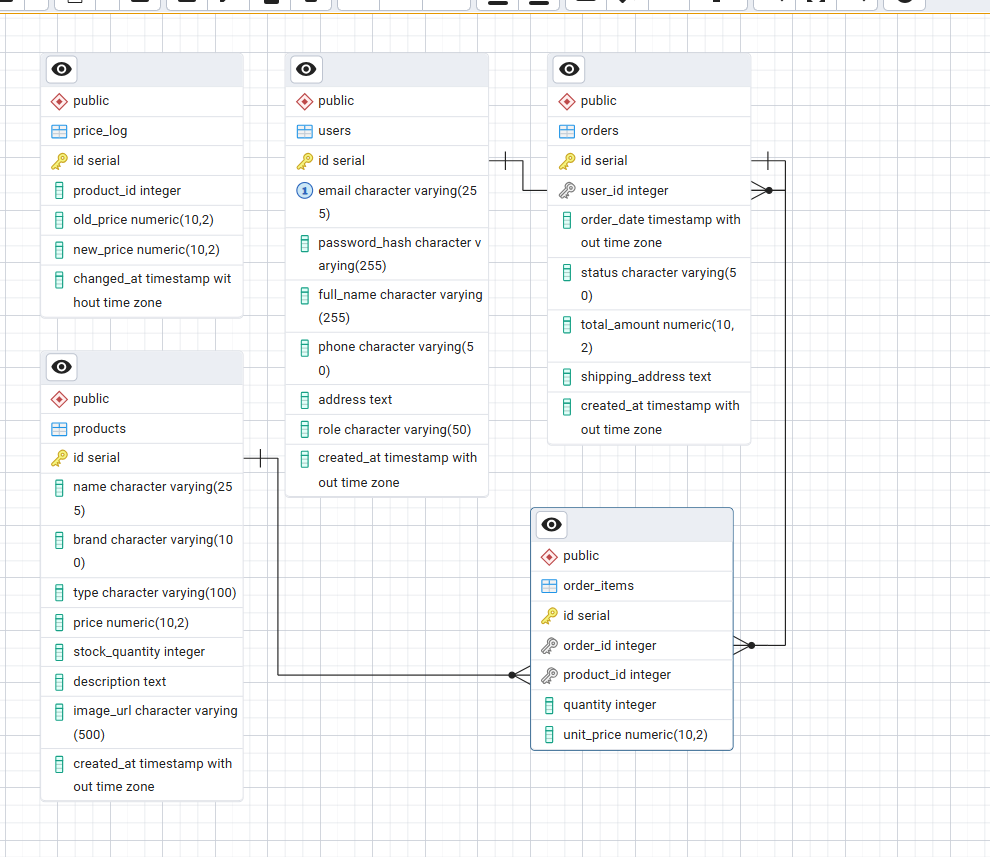 public
price_log
id serial
product_id integer
old_price numeric(10,2)
new_price numeric(10,2)
changed_at timestamp wit
hout time zone
public
users
id serial
1
email character varying(25
5)
password_hash character v
arying(255)
full_name character varying
(255)
phone character varying(5
0)
address text
role character varying(50)
created_at timestamp with
out time zone
public
orders
id serial
user_id integer
order_date timestamp with
out time zone
status character varying(5
0)
total_amount numeric(10,
2)
shipping_address text
created_at timestamp with
out time zone
public
products
id serial
name character varying(25
5)
brand character varying(10
0)
type character varying(100)
price numeric(10,2)
stock_quantity integer
description text
image_url character varying
(500)
created_at timestamp with
out time zone
public
order_items
id serial
order_id integer
product_id integer
quantity integer
unit_price numeric(10,2)